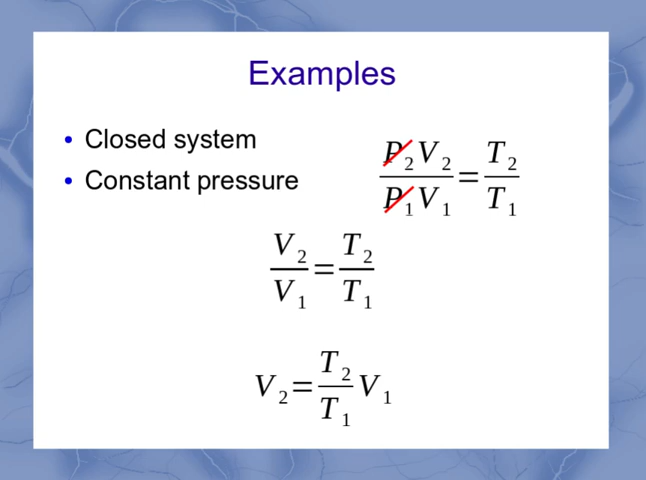 Examples
• Closed system
• Constant pressure
P₂V₂/P₁V₁ = T₂/T₁
V₂/V₁ = T₂/T₁
V₂ = T₂/T₁ V₁